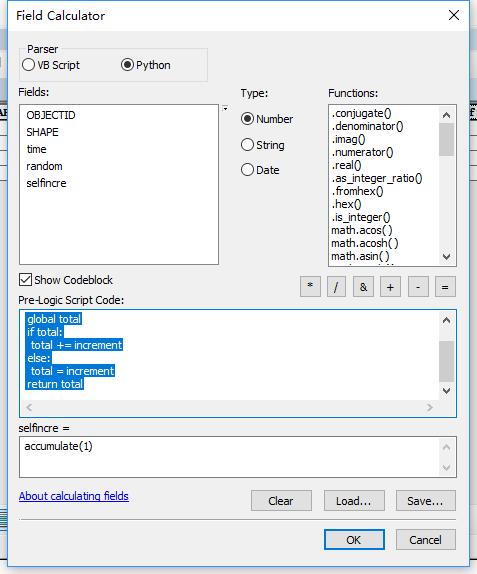 Field Calculator
Parser
VB Script
Python
Fields:
Type:
Functions:
OBJECTID
SHAPE
time
random
selfincre
Number
String
Date
.conjugate()
.denominator()
.imag()
.numerator()
.real()
.as_integer_ratio()
.fromhex()
.hex()
.is_integer()
math.acos( )
math.acosh( )
math.asin( )
Show Codeblock
* / & + - =
Pre-Logic Script Code:
global total
if total:
total += increment
else:
total = increment
return total
selfincre =
accumulate(1)
About calculating fields
Clear
Load...
Save...
OK
Cancel